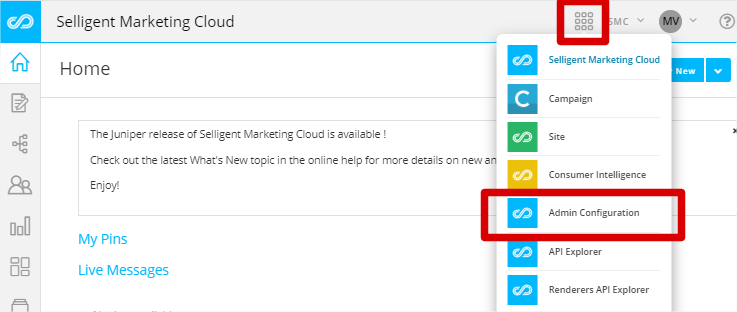 Selligent Marketing Cloud
SMC
MV
?
Home
New
Selligent Marketing Cloud
Campaign
Site
Consumer Intelligence
Admin Configuration
API Explorer
Renderers API Explorer
The Juniper release of Selligent Marketing Cloud is available !
Check out the latest What's New topic in the online help for more details on new
Enjoy!
My Pins
Live Messages